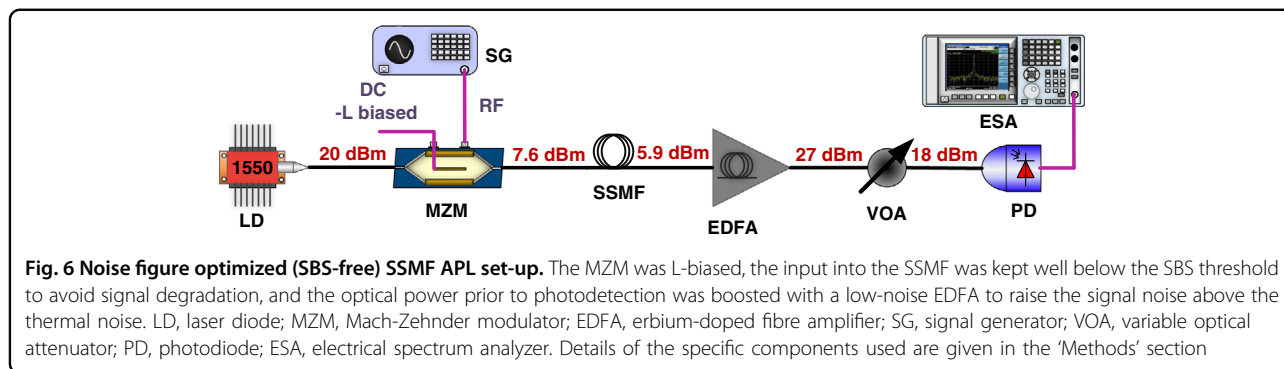 SG
DC
-L biased
RF
ESA
1550
20 dBm
7.6 dBm
5.9 dBm
27 dBm
18 dBm
LD
MZM
SSMF
EDFA
VOA
PD
Fig. 6 Noise figure optimized (SBS-free) SSMF APL set-up. The MZM was L-biased, the input into the SSMF was kept well below the SBS threshold
to avoid signal degradation, and the optical power prior to photodetection was boosted with a low-noise EDFA to raise the signal noise above the
thermal noise. LD, laser diode; MZM, Mach-Zehnder modulator; EDFA, erbium-doped fibre amplifier; SG, signal generator; VOA, variable optical
attenuator; PD, photodiode; ESA, electrical spectrum analyzer. Details of the specific components used are given in the ‘Methods’ section